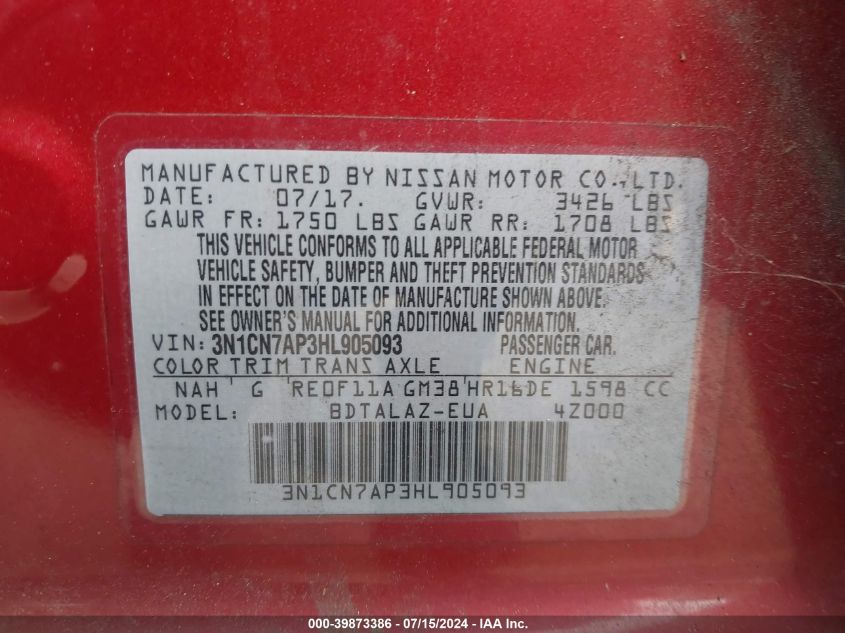 MANUFACTURED BY NISSAN MOTOR CO., LTD.
DATE: 07/17. GVWR: 3426 LBS
GAWR FR: 1750 LBS GAWR RR: 1708 LBS
THIS VEHICLE CONFORMS TO ALL APPLICABLE FEDERAL MOTOR
VEHICLE SAFETY, BUMPER AND THEFT PREVENTION STANDARDS
IN EFFECT ON THE DATE OF MANUFACTURE SHOWN ABOVE.
SEE OWNER'S MANUAL FOR ADDITIONAL INFORMATION.
VIN: 3N1CN7AP3HL905093 PASSENGER CAR.
COLOR TRIM TRANS AXLE ENGINE
NAH G RE0F11A GM38 HR16DE 1598 CC
MODEL: BDTALAZ-EUA 4Z000
3N1CN7AP3HL905093
000-39873386 - 07/15/2024 - IAAI.com